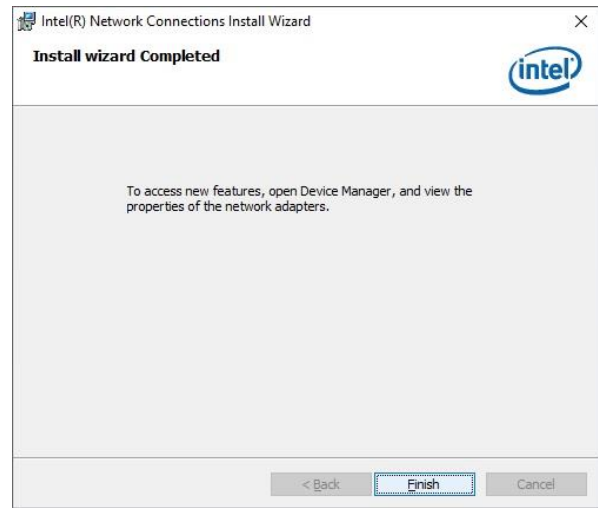 Intel(R) Network Connections Install Wizard
Install wizard Completed
intel
To access new features, open Device Manager, and view the
properties of the network adapters.
< Back
Finish
Cancel